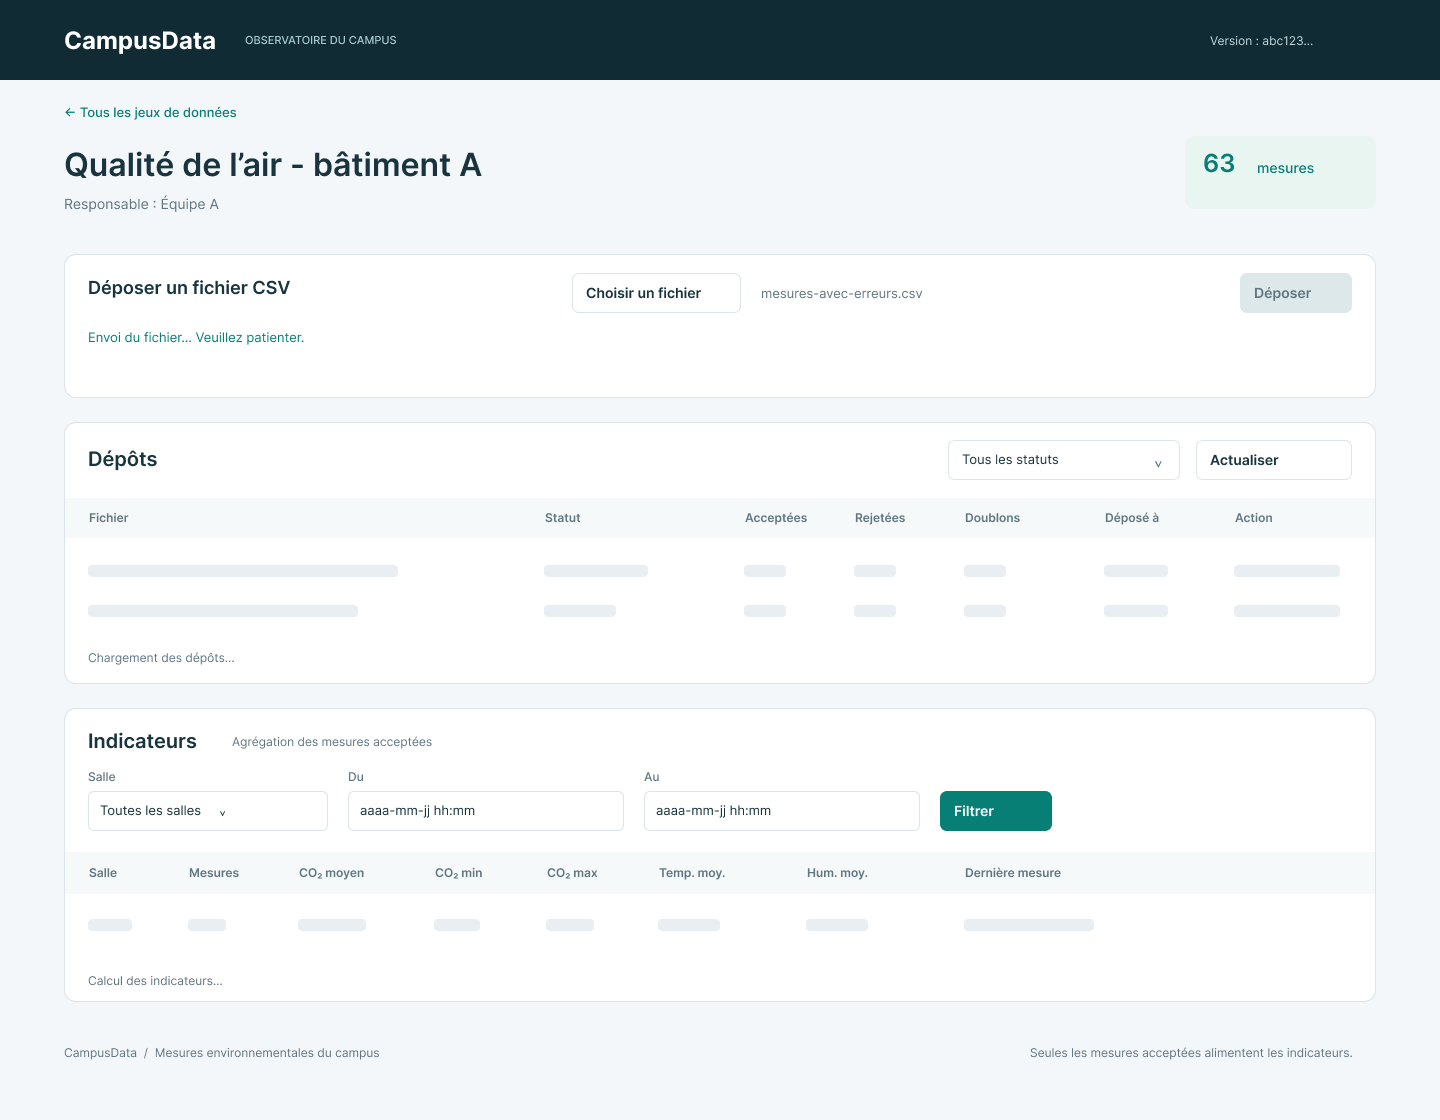 CampusData OBSERVATOIRE DU CAMPUS Version : abc123...
← Tous les jeux de données
Qualité de l’air - bâtiment A
63 mesures
Responsable : Équipe A
Déposer un fichier CSV Choisir un fichier mesures-avec-erreurs.csv Déposer
Envoi du fichier... Veuillez patienter.
Dépôts Tous les statuts Actualiser
Fichier Statut Acceptées Rejetées Doublons Déposé à Action
Chargement des dépôts...
Indicateurs Agrégation des mesures acceptées
Salle Du Au
Toutes les salles aaaa-mm-jj hh:mm aaaa-mm-jj hh:mm Filtrer
Salle Mesures CO₂ moyen CO₂ min CO₂ max Temp. moy. Hum. moy. Dernière mesure
Calcul des indicateurs...
CampusData / Mesures environnementales du campus Seules les mesures acceptées alimentent les indicateurs.